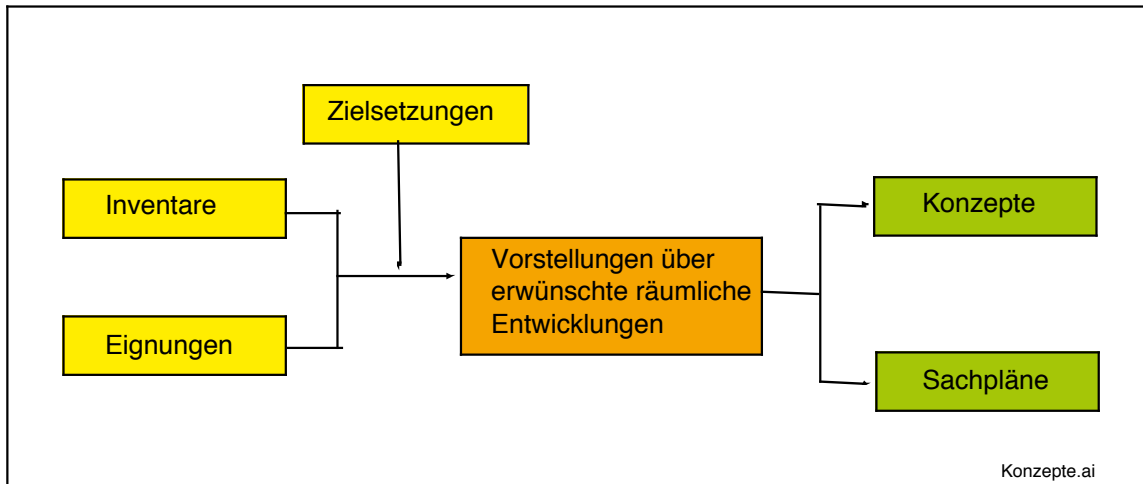 Zielsetzungen
Inventare
Eignungen
Vorstellungen über
erwünschte räumliche
Entwicklungen
Konzepte
Sachpläne
Konzepte.ai